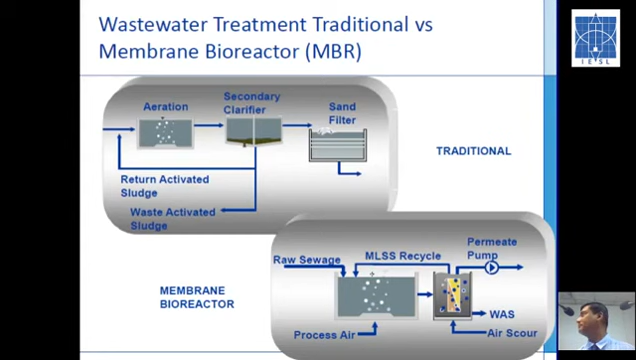 Wastewater Treatment Traditional vs
Membrane Bioreactor (MBR)
IESL
Aeration
Secondary
Clarifier
Sand
Filter
TRADITIONAL
Return Activated
Sludge
Waste Activated
Sludge
Raw Sewage
MLSS Recycle
Permeate
Pump
MEMBRANE
BIOREACTOR
WAS
Process Air
Air Scour